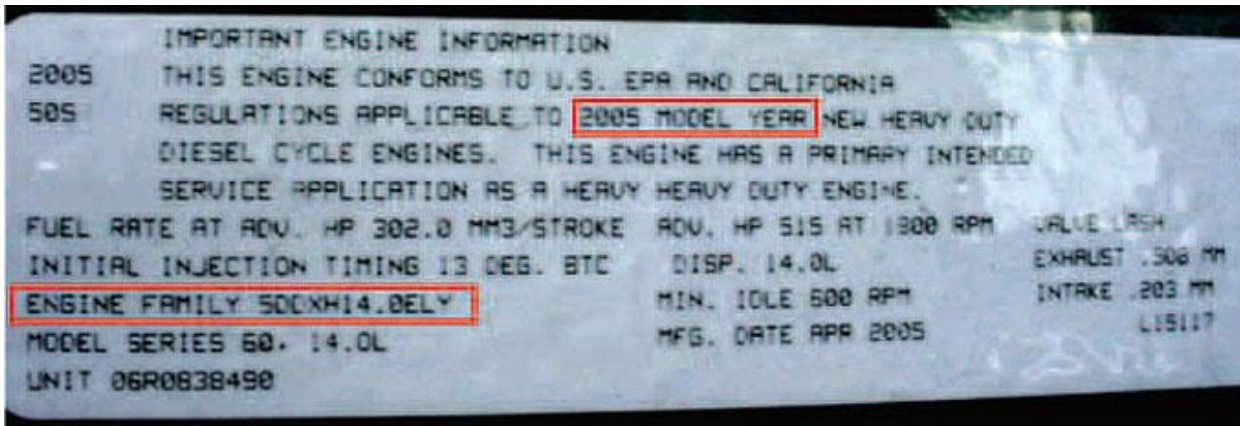 IMPORTANT ENGINE INFORMATION
2005 THIS ENGINE CONFORMS TO U.S. EPA AND CALIFORNIA
505 REGULATIONS APPLICABLE TO 2005 MODEL YEAR NEW HEAVY DUTY
DIESEL CYCLE ENGINES. THIS ENGINE HAS A PRIMARY INTENDED
SERVICE APPLICATION AS A HEAVY HEAVY DUTY ENGINE.
FUEL RATE AT ADV. HP 302.0 MM3/STROKE ADV. HP 515 AT 1800 RPM VALVE LASH
INITIAL INJECTION TIMING 13 DEG. BTC DISP. 14.0L EXHAUST MM
ENGINE FAMILY 5DDXH14.0ELY MIN. IDLE 600 RPM INTAKE .203 MM
MODEL SERIES 60. 14.0L MFG. DATE APR 2005 L15117
UNIT 06R0838490